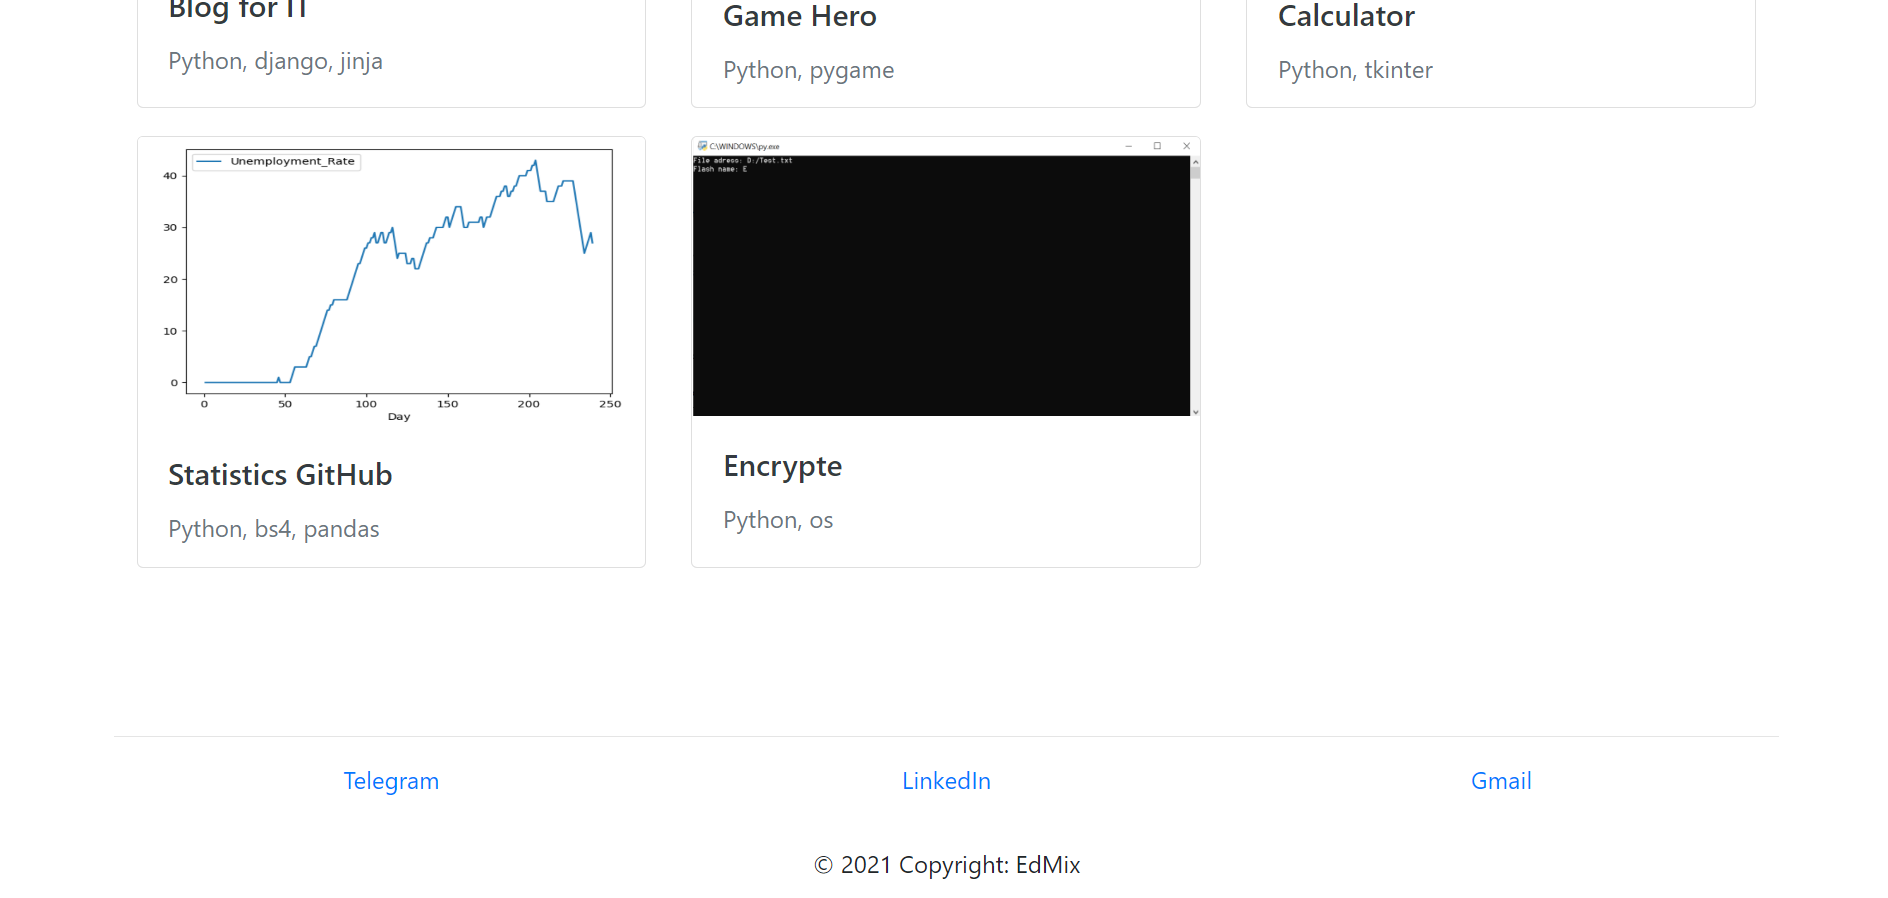 Blog for IT
Python, django, jinja
Game Hero
Python, pygame
Calculator
Python, tkinter
Unemployment_Rate
40
30
20
10
0
0 50 100 150 200 250
Day
Statistics GitHub
Python, bs4, pandas
C:\WINDOWS\py.exe
File adress: D:/Test.txt
Flash name: E
Encrypte
Python, os
Telegram
LinkedIn
Gmail
© 2021 Copyright: EdMix